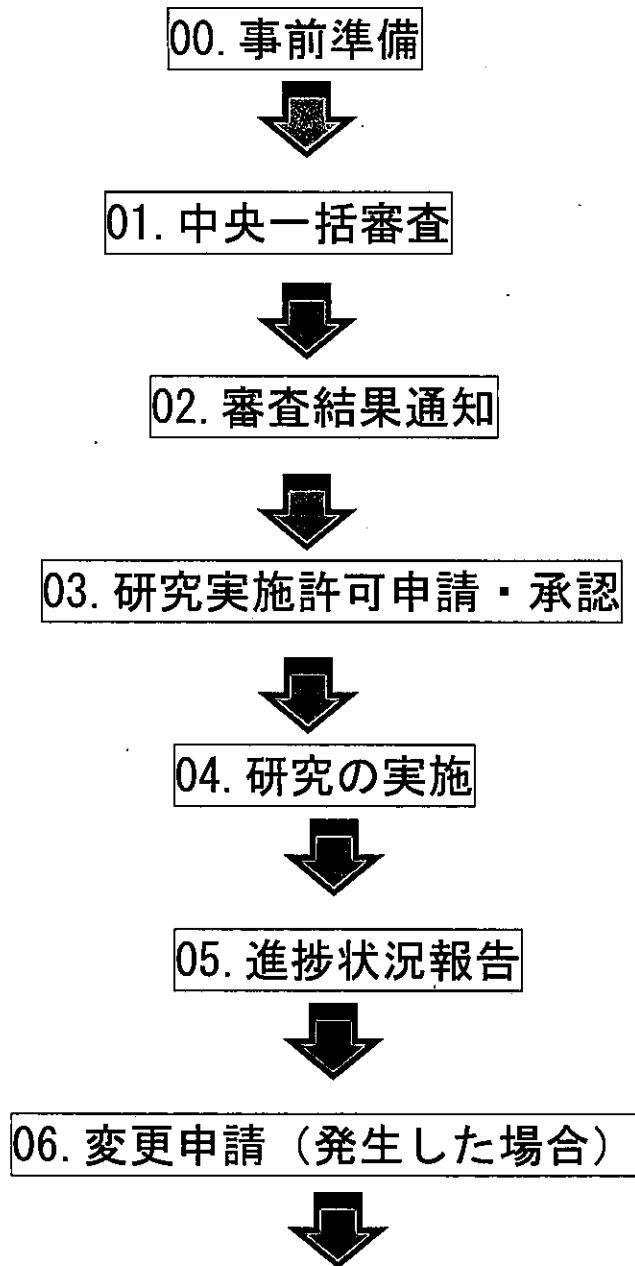 00. 事前準備
01. 中央一括審査
02. 審査結果通知
03. 研究実施許可申請・承認
04. 研究の実施
05. 進捗状況報告
06. 変更申請（発生した場合）